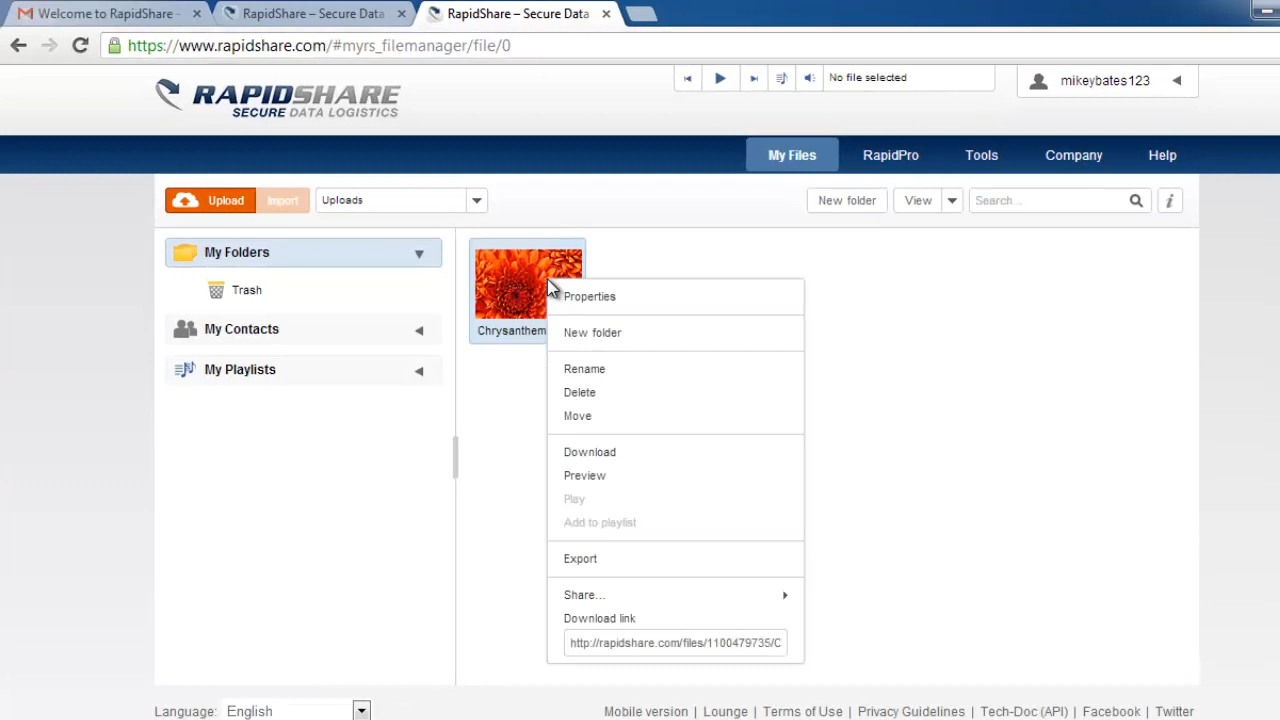 Welcome to RapidShare -
RapidShare – Secure Data
RapidShare – Secure Data
https://www.rapidshare.com/#myrs_filemanager/file/0
RAPIDSHARE
SECURE DATA LOGISTICS
No file selected
mikeybates123
My Files
RapidPro
Tools
Company
Help
Upload
Import
Uploads
New folder
View
Search...
i
My Folders
Trash
My Contacts
My Playlists
Chrysanthem
Properties
New folder
Rename
Delete
Move
Download
Preview
Play
Add to playlist
Export
Share...
Download link
http://rapidshare.com/files/1100479735/C
Language: English
Mobile version | Lounge | Terms of Use | Privacy Guidelines | Tech-Doc (API) | Facebook | Twitter